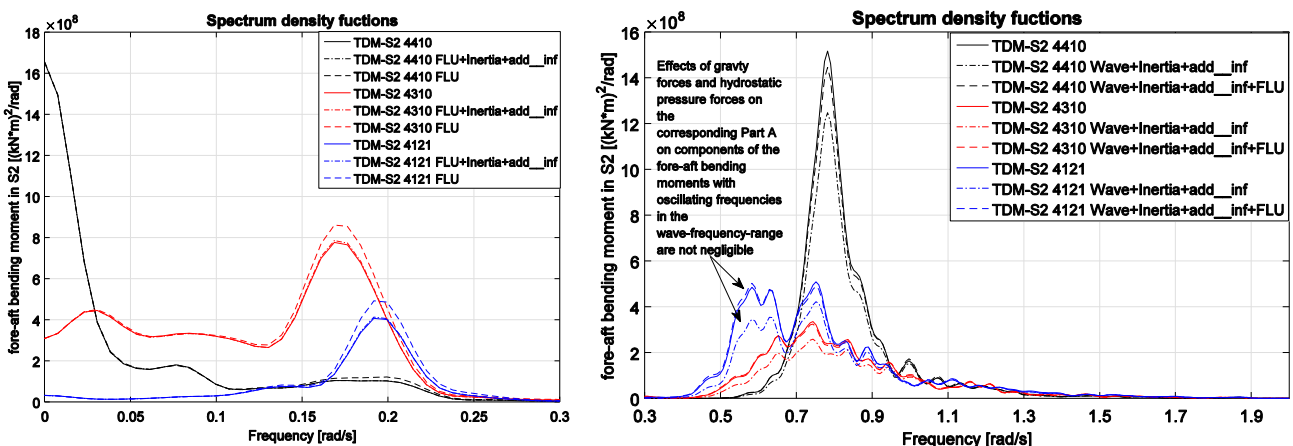 Spectrum density fuctions
×10⁸
fore-aft bending moment in S2 [(kN*m)^2/rad]
18
16
14
12
10
8
6
4
2
0
0
0.05
0.1
0.15
0.2
0.25
0.3
Frequency [rad/s]
TDM-S2 4410
TDM-S2 4410 FLU+Inertia+add__inf
TDM-S2 4410 FLU
TDM-S2 4310
TDM-S2 4310 FLU+Inertia+add__inf
TDM-S2 4310 FLU
TDM-S2 4121
TDM-S2 4121 FLU+Inertia+add__inf
TDM-S2 4121 FLU
Spectrum density fuctions
×10⁸
fore-aft bending moment in S2 [(kN*m)^2/rad]
16
14
12
10
8
6
4
2
0
0.3
0.5
0.7
0.9
1.1
1.3
1.5
1.7
1.9
Frequency [rad/s]
Effects of gravty
forces and hydrostatic
pressure forces on
the
corresponding Part A
on components of the
fore-aft bending
moments with
oscillating frequencies
in the
wave-frequency-range
are not negligible
TDM-S2 4410
TDM-S2 4410 Wave+Inertia+add__inf
TDM-S2 4410 Wave+Inertia+add__inf+FLU
TDM-S2 4310
TDM-S2 4310 Wave+Inertia+add__inf
TDM-S2 4310 Wave+Inertia+add__inf+FLU
TDM-S2 4121
TDM-S2 4121 Wave+Inertia+add__inf
TDM-S2 4121 Wave+Inertia+add__inf+FLU